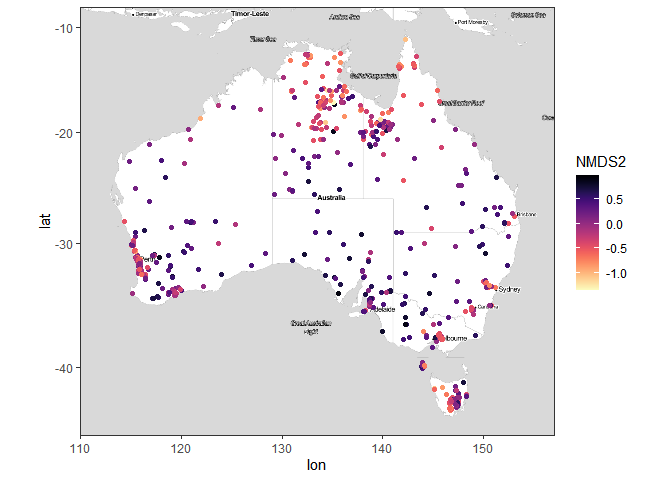 Denpasar
Timor-Leste
Arafura Sea
Port Moresby
Solomon Sea
Timor Sea
Gulf of Carpentaria
Great Barrier Reef
Australia
Brisbane
Perth
Sydney
Canberra
Adelaide
lbourne
Great Australian
Bight
-10
-20
-30
-40
110
120
130
140
150
lon
lat
NMDS2
0.5
0.0
-0.5
-1.0